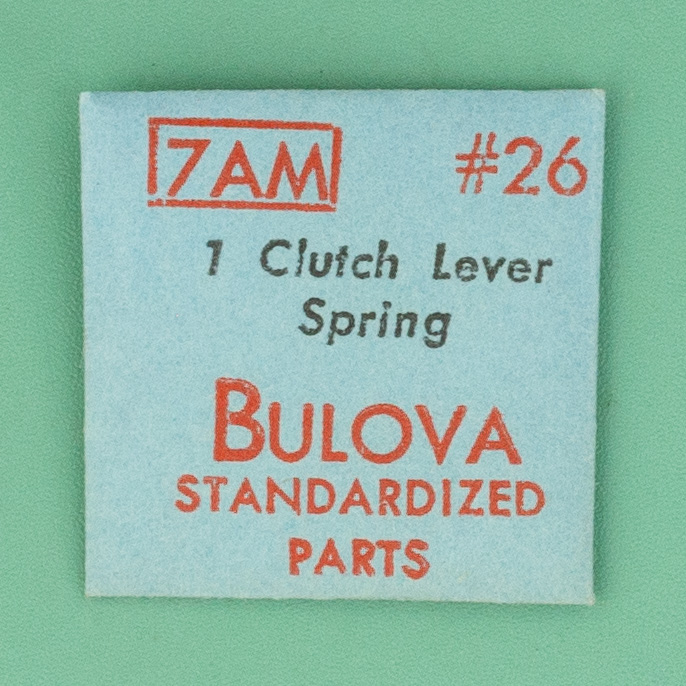 7AM #26
1 Clutch Lever
Spring
BULOVA
STANDARDIZED
PARTS